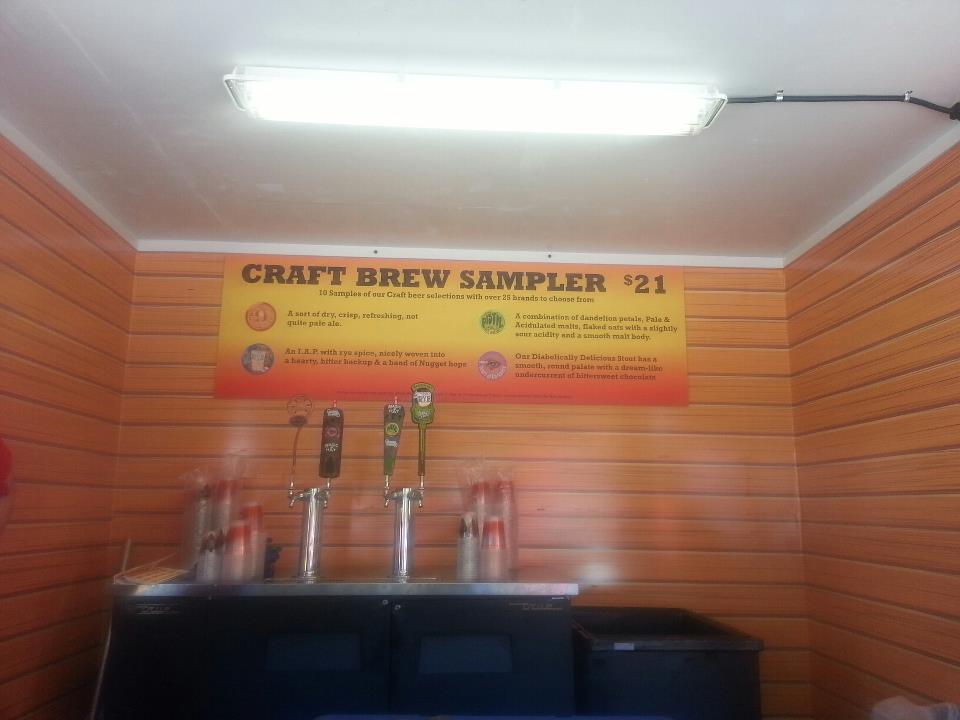 CRAFT BREW SAMPLER $21
10 Samples of our Craft beer selections with over 25 brands to choose from
A sort of dry, crisp, refreshing, not
quite pale ale.
A combination of dandelion petals, Pale &
Acidulated malts, flaked oats with a slightly
sour acidity and a smooth malt body.
An I.A.P. with rye spice, nicely woven into
a hearty, bitter backup & a band of Nugget hops
Our Diabolically Delicious Stout has a
smooth, round palate with a dream-like
undercurrent of bittersweet chocolate
#9
True
True